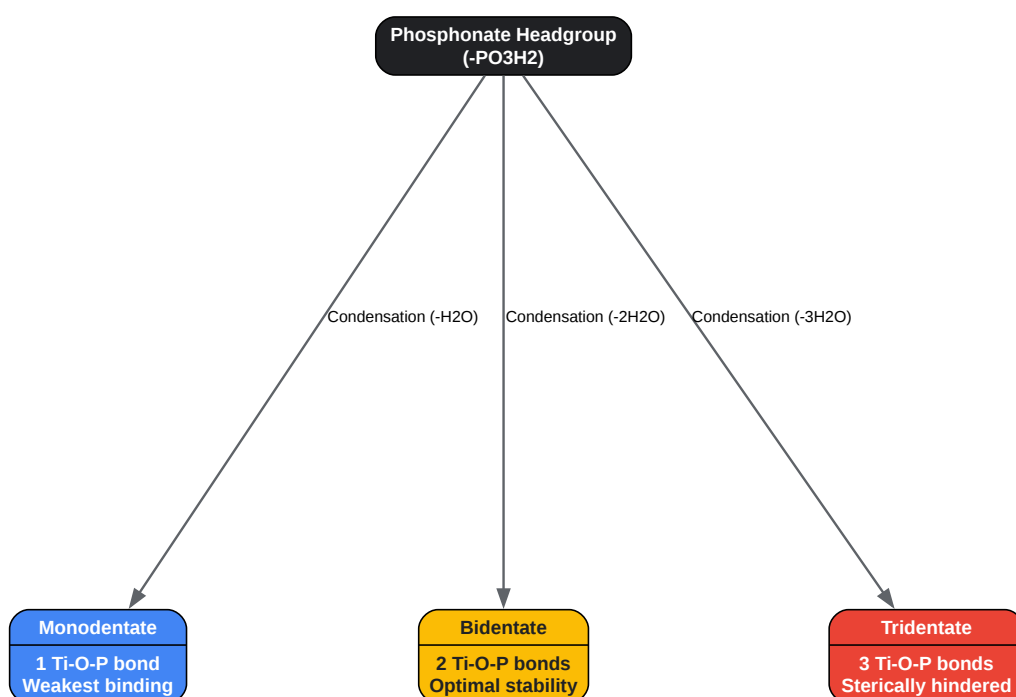 Phosphonate Headgroup
(-PO3H2)
Condensation (-H2O)
Condensation (-2H2O)
Condensation (-3H2O)
Monodentate
1 Ti-O-P bond
Weakest binding
Bidentate
2 Ti-O-P bonds
Optimal stability
Tridentate
3 Ti-O-P bonds
Sterically hindered